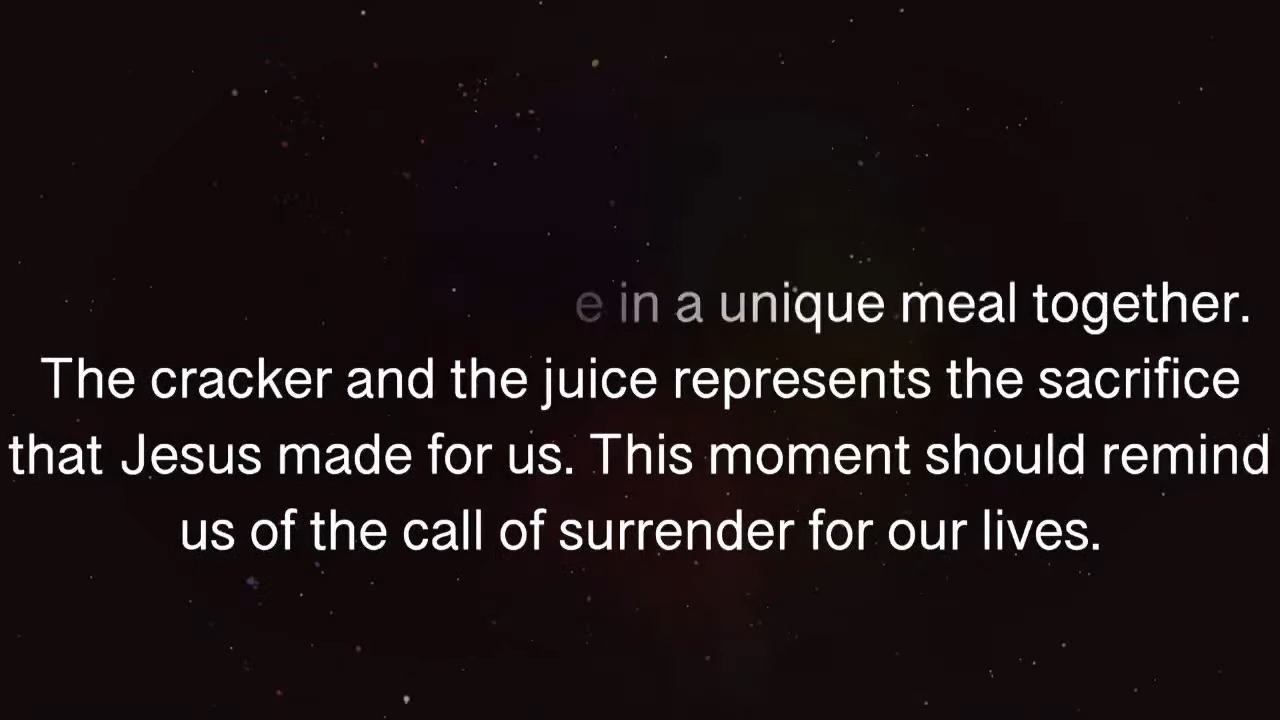 e in a unique meal together.
The cracker and the juice represents the sacrifice
that Jesus made for us. This moment should remind
us of the call of surrender for our lives.